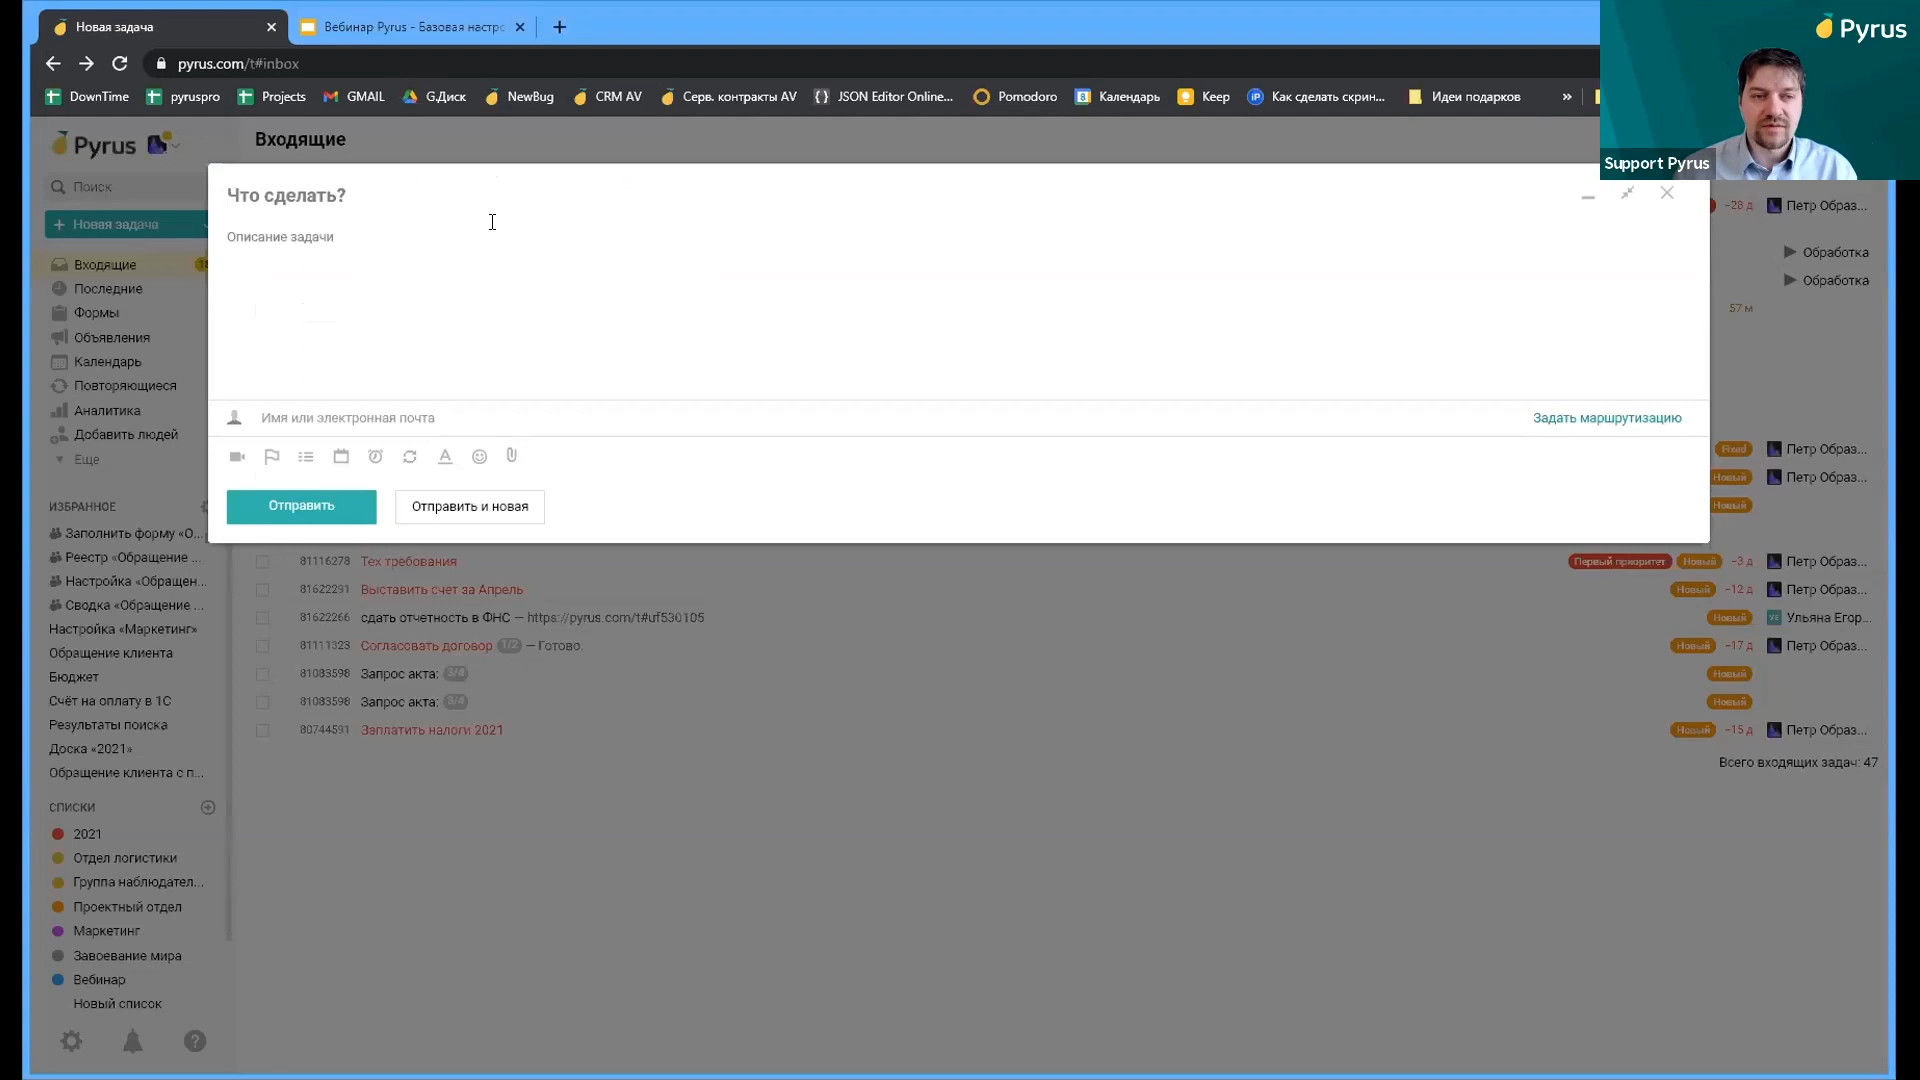 Новая задача
Вебинар Pyrus - Базовая настро
Pyrus
pyrus.com/t#inbox
DownTime
pyruspro
Projects
GMAIL
G.Диск
NewBug
CRM AV
Серв. контракты AV
JSON Editor Online...
Pomodoro
Календарь
Keep
Как сделать скрин...
Идеи подарков
»
Support Pyrus
Pyrus
Входящие
Поиск
Что сделать?
−28 д
Петр Образ...
+ Новая задача
Описание задачи
Обработка
Входящие
Обработка
Последние
57 м
Формы
Объявления
Календарь
Повторяющиеся
Аналитика
Имя или электронная почта
Задать маршрутизацию
Добавить людей
Fixed
Петр Образ...
Еще
Новый
Петр Образ...
ИЗБРАННОЕ
Отправить
Отправить и новая
Новый
Заполнить форму «О...
Реестр «Обращение ...
81116278 Тех требования
Первый приоритет Новый −3 д Петр Образ...
Настройка «Обращен...
81622291 Выставить счет за Апрель
Новый −12 д Петр Образ...
Сводка «Обращение ...
81622266 сдать отчетность в ФНС — https://pyrus.com/t#uf530105
Новый Ульяна Егор...
Настройка «Маркетинг»
81111323 Согласовать договор 1/2 — Готово.
Новый −17 д Петр Образ...
Обращение клиента
81083598 Запрос акта:
Новый
Бюджет
81083598 Запрос акта:
Новый
Счёт на оплату в 1С
Результаты поиска
80744591 Заплатить налоги 2021
Новый −15 д Петр Образ...
Доска «2021»
Всего входящих задач: 47
Обращение клиента с п...
СПИСКИ
2021
Отдел логистики
Группа наблюдател...
Проектный отдел
Маркетинг
Завоевание мира
Вебинар
Новый список